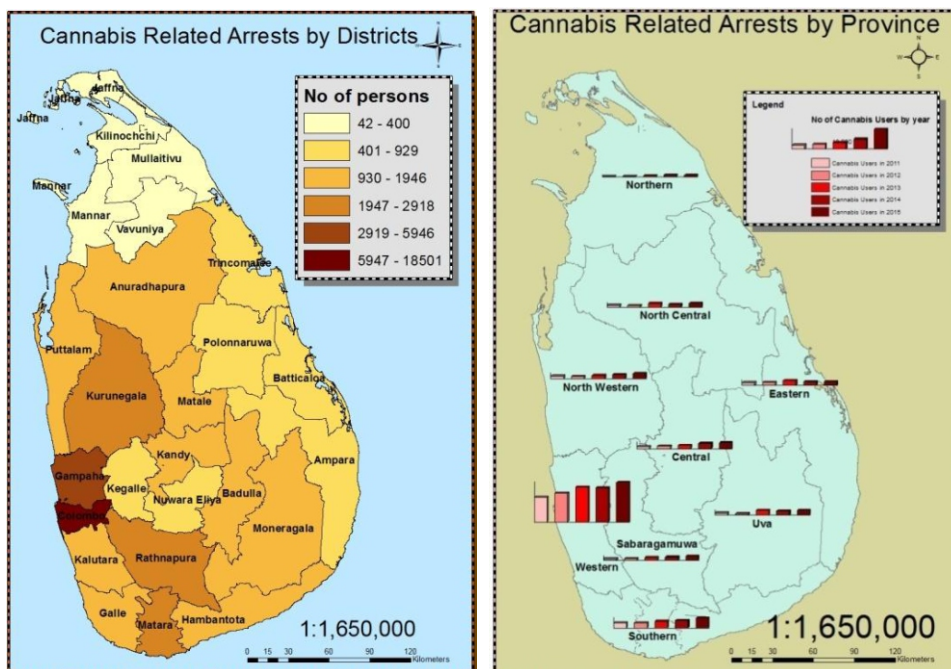 Cannabis Related Arrests by Districts
No of persons
42 - 400
401 - 929
930 - 1946
1947 - 2918
2919 - 5946
5947 - 18501
Jaffna
Jaffna
Jaffna
Kilinochchi
Mullaitivu
Mannar
Mannar
Vavuniya
Trincomalee
Anuradhapura
Puttalam
Polonnaruwa
Batticaloa
Kurunegala
Matale
Ampara
Kandy
Gampaha
Kegalle
Nuwara Eliya
Badulla
Colombo
Moneragala
Kalutara
Rathnapura
Galle
Matara
Hambantota
1:1,650,000
0 15 30 60 90 120
Kilometers
Cannabis Related Arrests by Province
N
W E
S
Legend
No of Cannabis Users by year
Cannabis Users in 2011
Cannabis Users in 2012
Cannabis Users in 2013
Cannabis Users in 2014
Cannabis Users in 2015
Northern
North Central
North Western
Eastern
Central
Uva
Sabaragamuwa
Western
Southern
1:1,650,000
0 15 30 60 90 120
Kilometers